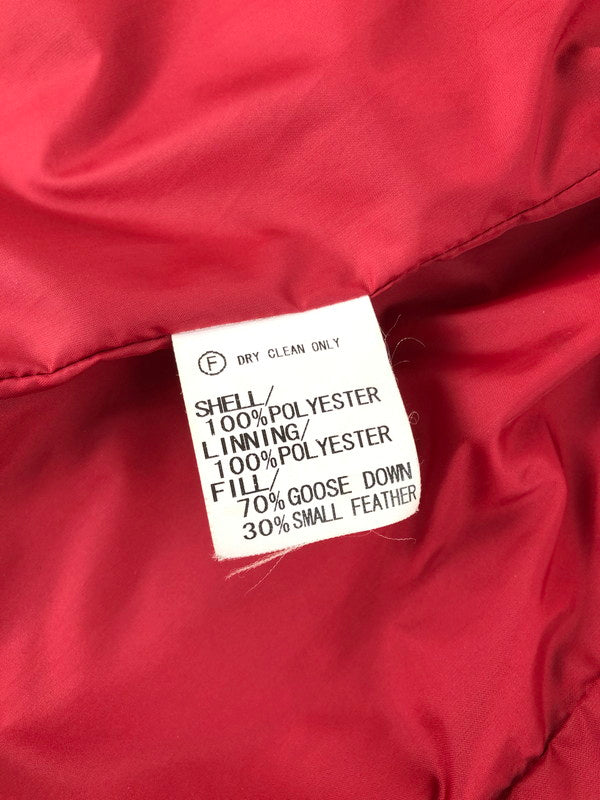 F DRY CLEAN ONLY
SHELL/
100%POLYESTER
LINNING/
100%POLYESTER
FILL/
70%GOOSE DOWN
30%SMALL FEATHER